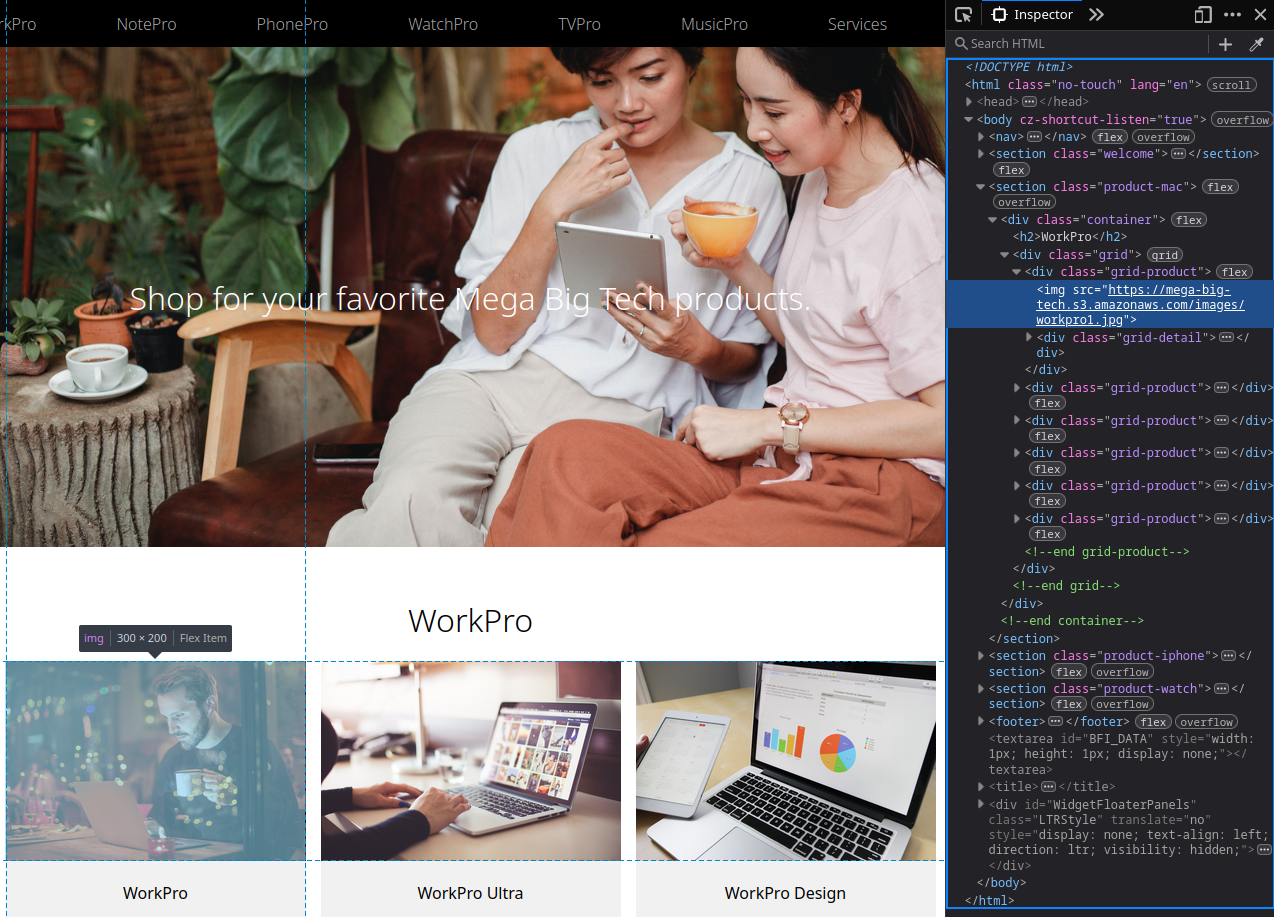 rkPro NotePro PhonePro WatchPro TVPro MusicPro Services
Shop for your favorite Mega Big Tech products.
WorkPro
img 300 × 200 Flex Item
WorkPro WorkPro Ultra WorkPro Design
Inspector
Search HTML
<!DOCTYPE html>
<html class="no-touch" lang="en"> scroll
<head></head>
<body cz-shortcut-listen="true"> overflow
<nav></nav> flex overflow
<section class="welcome"></section>
flex
<section class="product-mac"> flex
overflow
<div class="container"> flex
<h2>WorkPro</h2>
<div class="grid"> grid
<div class="grid-product"> flex
<img src="https://mega-big-
tech.s3.amazonaws.com/images/
workpro1.jpg">
<div class="grid-detail"></
div>
</div>
<div class="grid-product"></div>
flex
<div class="grid-product"></div>
flex
<div class="grid-product"></div>
flex
<div class="grid-product"></div>
flex
<div class="grid-product"></div>
flex
<!--end grid-product-->
</div>
<!--end grid-->
</div>
<!--end container-->
</section>
<section class="product-iphone"></
section> flex overflow
<section class="product-watch"></
section> flex overflow
<footer></footer> flex overflow
<textarea id="BFI_DATA" style="width:
1px; height: 1px; display: none;"></
textarea>
<title></title>
<div id="WidgetFloaterPanels"
class="LTRStyle" translate="no"
style="display: none; text-align: left;
direction: ltr; visibility: hidden;">
</div>
</body>
</html>